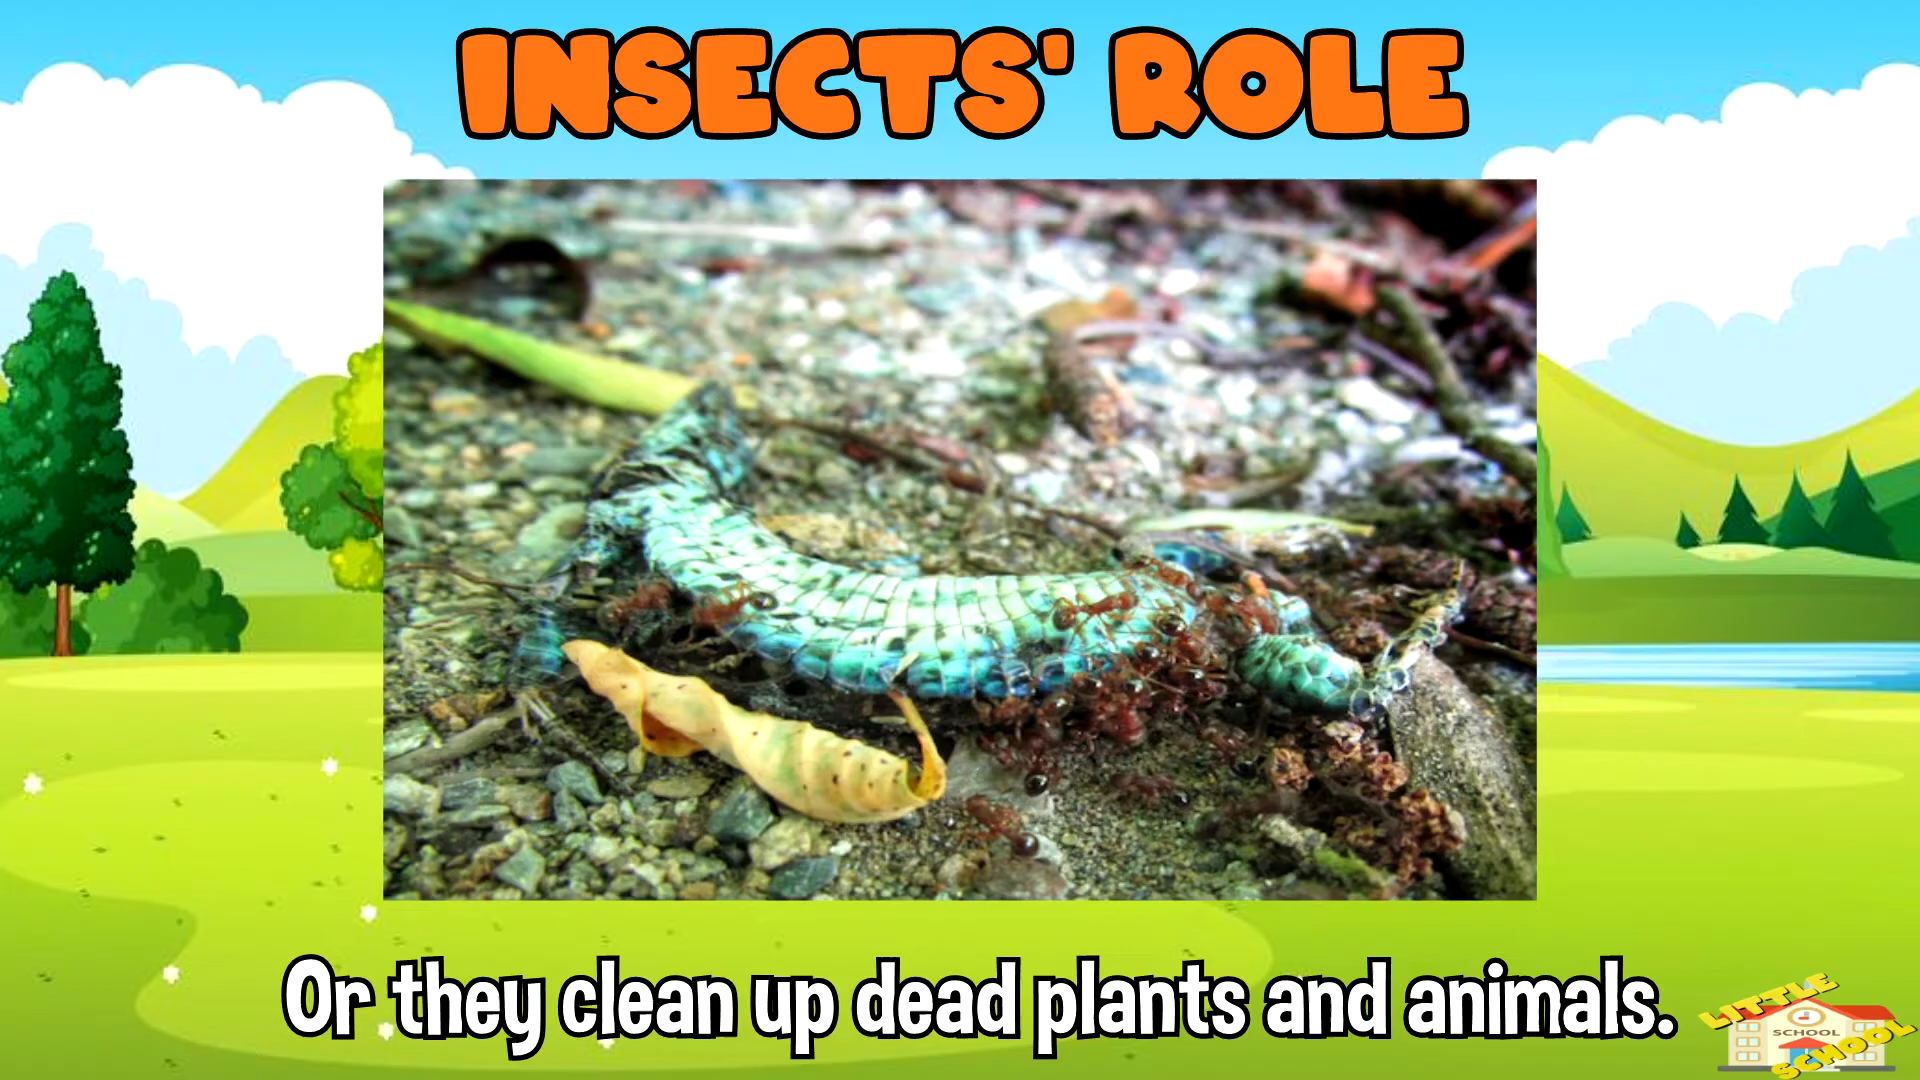 INSECTS' ROLE
Or they clean up dead plants and animals.
LITTLE
SCHOOL
SCHOOL